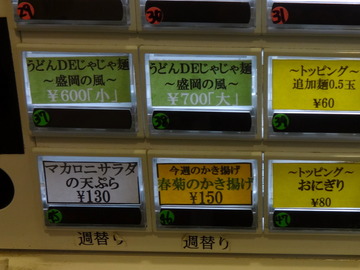 うどんDEじゃじゃ麺
～盛岡の風～
¥600「小」
うどんDEじゃじゃ麺
～盛岡の風～
¥700「大」
～トッピング～
追加麺0.5玉
¥60
マカロニサラダ
の天ぷら
¥130
今週のかき揚げ
春菊のかき揚げ
¥150
～トッピング～
おにぎり
¥80
週替り
週替り